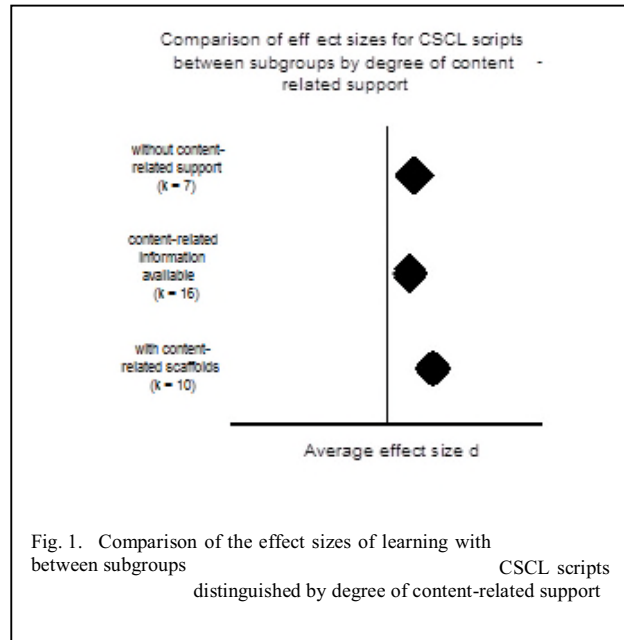 Comparison of eff ect sizes for CSCL scripts
between subgroups by degree of content -
related support
without content-
related support
(k = 7)
content-related
information
available
(k = 16)
with content-
related scaffolds
(k = 10)
Average effect size d
Fig. 1. Comparison of the effect sizes of learning with
between subgroups CSCL scripts
distinguished by degree of content-related support